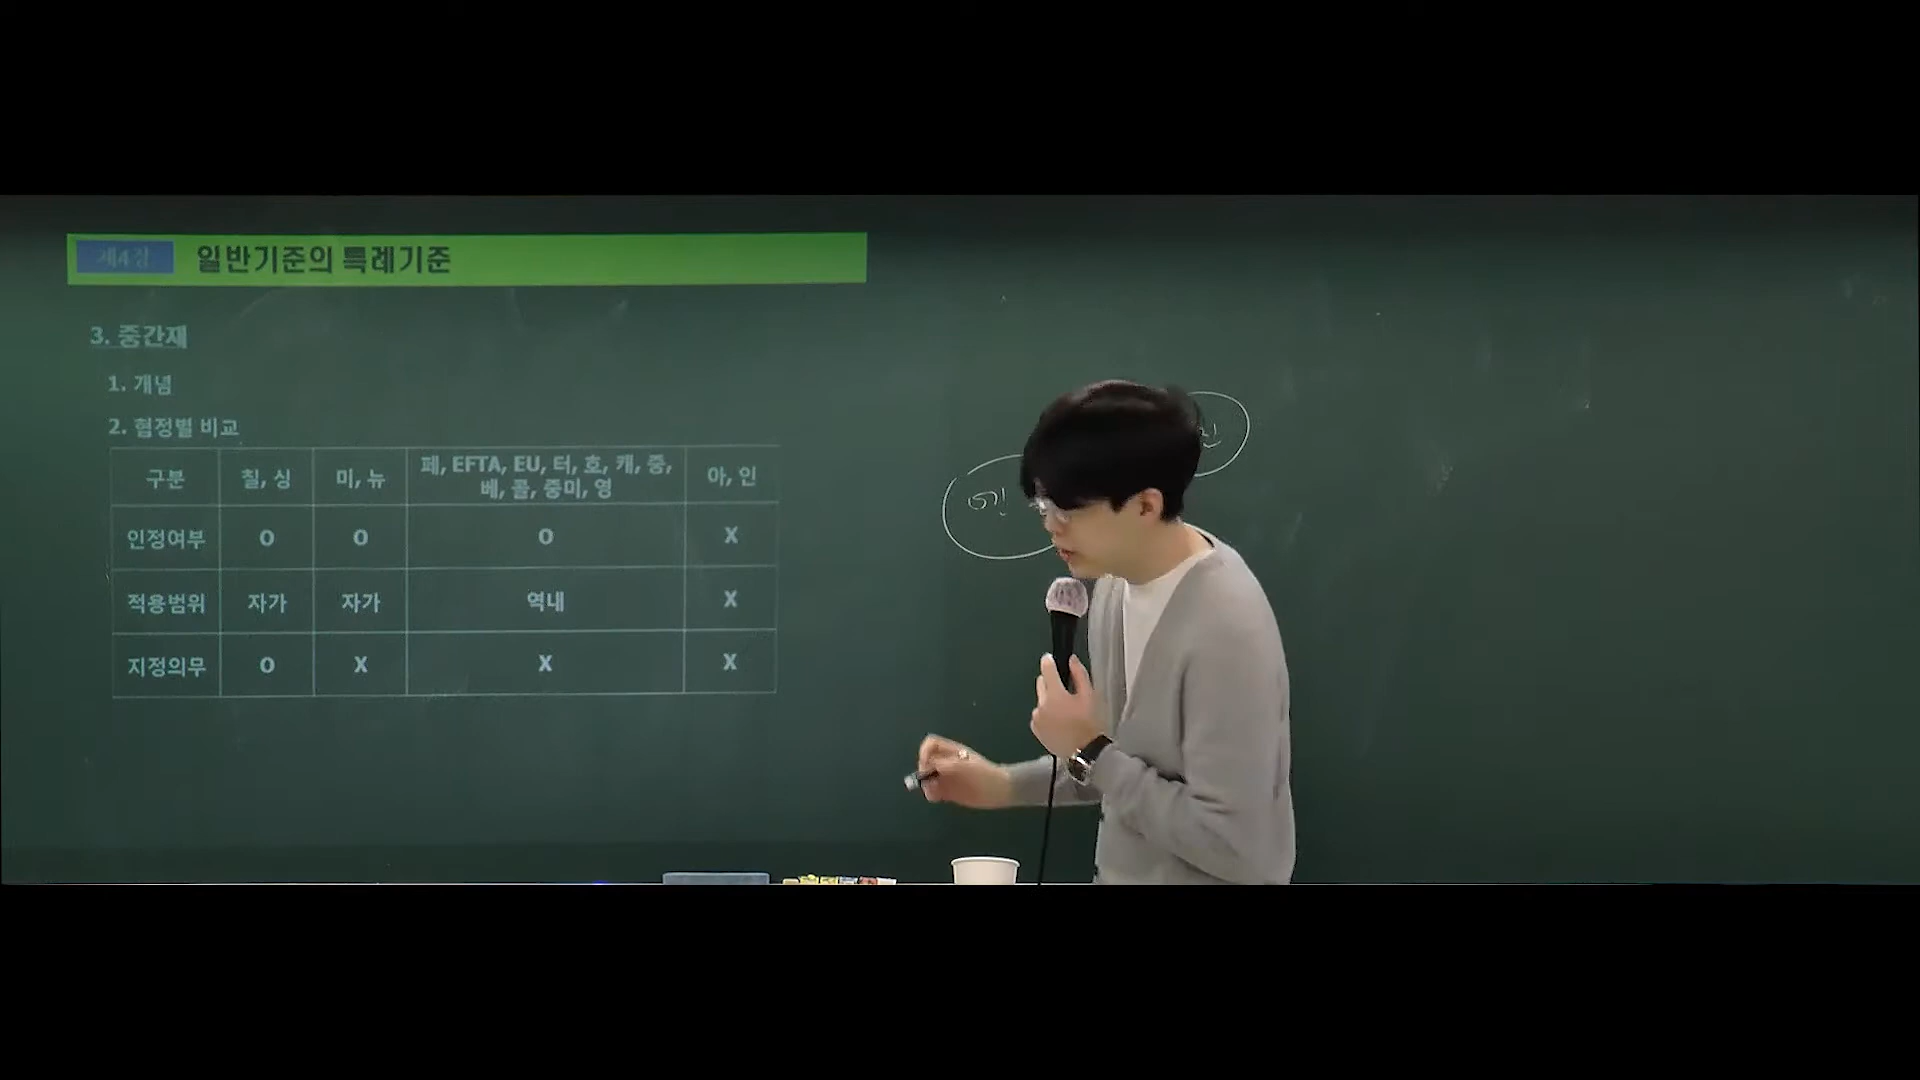 제4강 일반기준의 특례기준
3. 중간재
1. 개념
2. 협정별 비교
구분 칠, 싱 미, 뉴 페, EFTA, EU, 터, 호, 캐, 중, 베, 콜, 중미, 영 아, 인
인정여부 O O O X
적용범위 자가 자가 역내 X
지정의무 O X X X